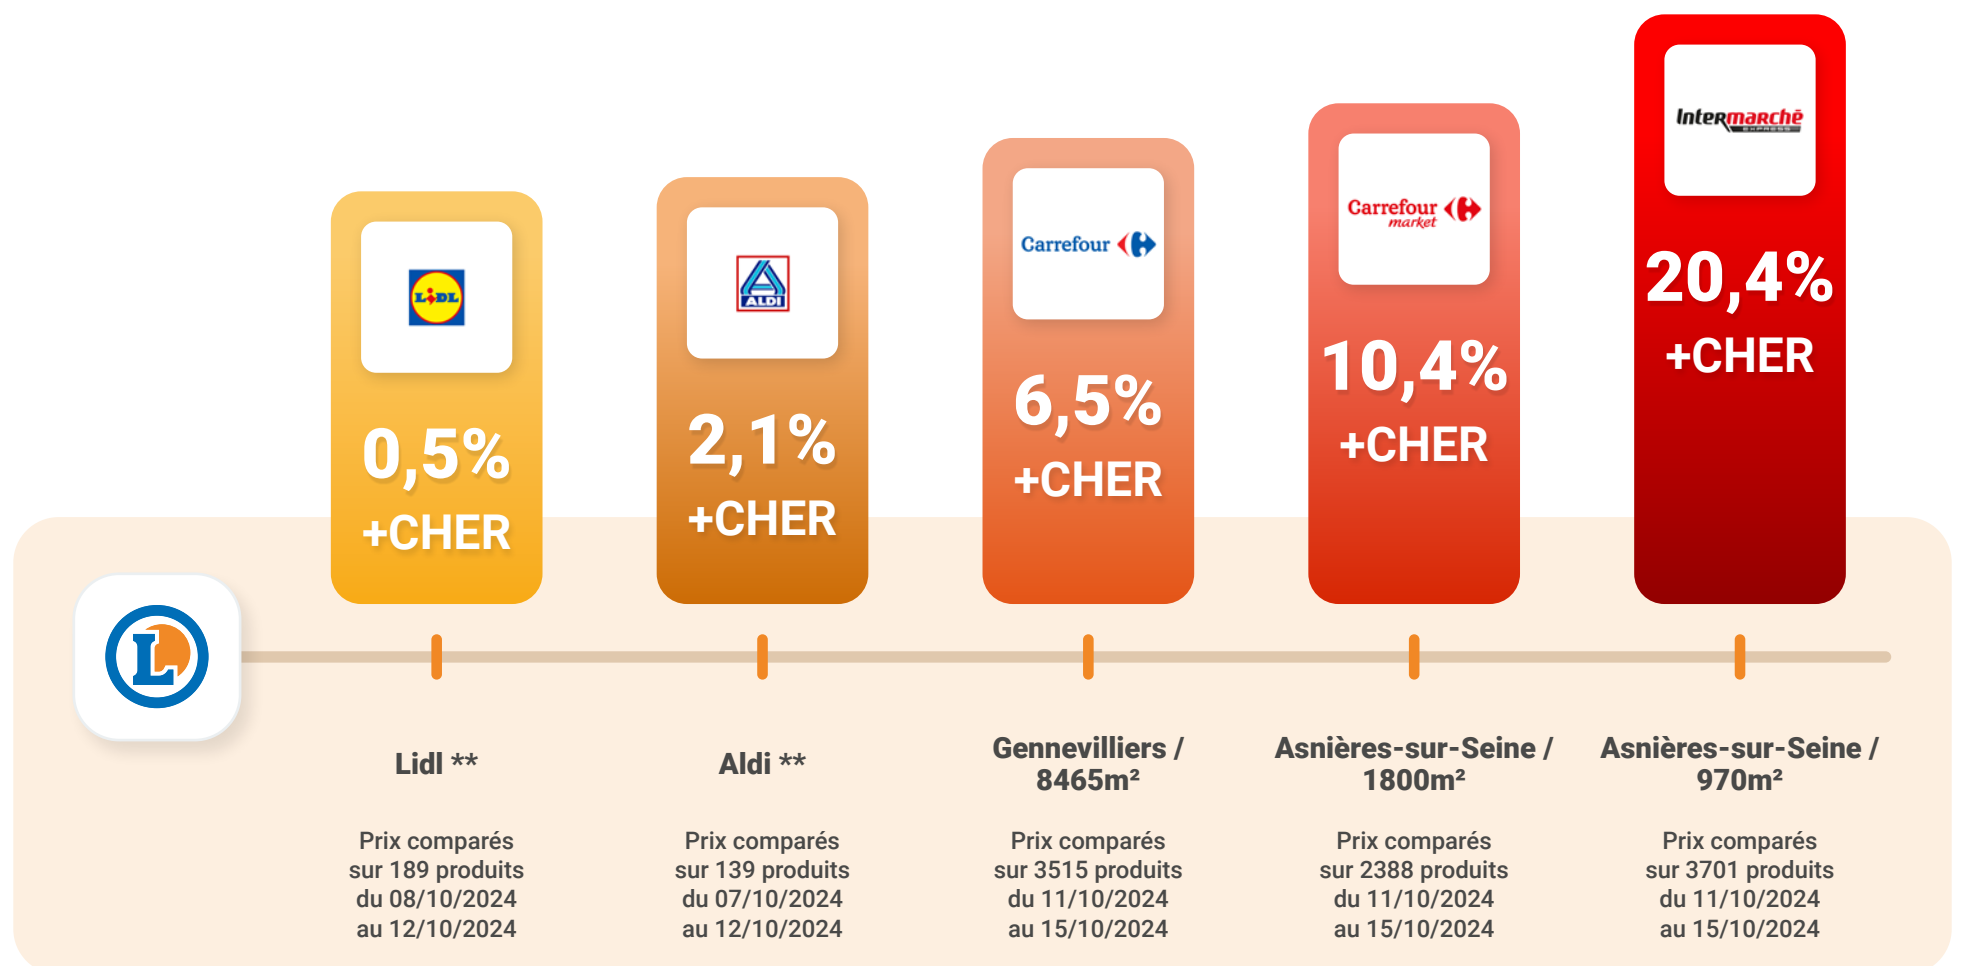 LIDL
0,5%
+CHER
ALDI
2,1%
+CHER
Carrefour
6,5%
+CHER
Carrefour
market
10,4%
+CHER
Intermarchē
EXPRESS
20,4%
+CHER
L
Lidl **
Prix comparés
sur 189 produits
du 08/10/2024
au 12/10/2024
Aldi **
Prix comparés
sur 139 produits
du 07/10/2024
au 12/10/2024
Gennevilliers /
8465m²
Prix comparés
sur 3515 produits
du 11/10/2024
au 15/10/2024
Asnières-sur-Seine /
1800m²
Prix comparés
sur 2388 produits
du 11/10/2024
au 15/10/2024
Asnières-sur-Seine /
970m²
Prix comparés
sur 3701 produits
du 11/10/2024
au 15/10/2024